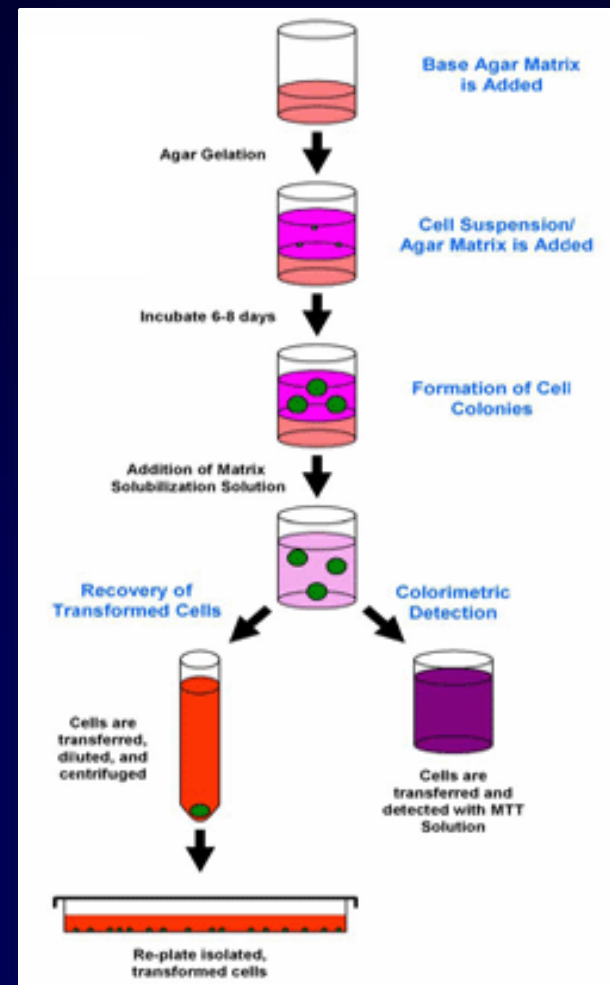 Base Agar Matrix
is Added
Agar Gelation
Cell Suspension/
Agar Matrix is Added
Incubate 6-8 days
Formation of Cell
Colonies
Addition of Matrix
Solubilization Solution
Recovery of
Transformed Cells
Colorimetric
Detection
Cells are
transferred,
diluted, and
centrifuged
Cells are
transferred and
detected with MTT
Solution
Re-plate isolated,
transformed cells